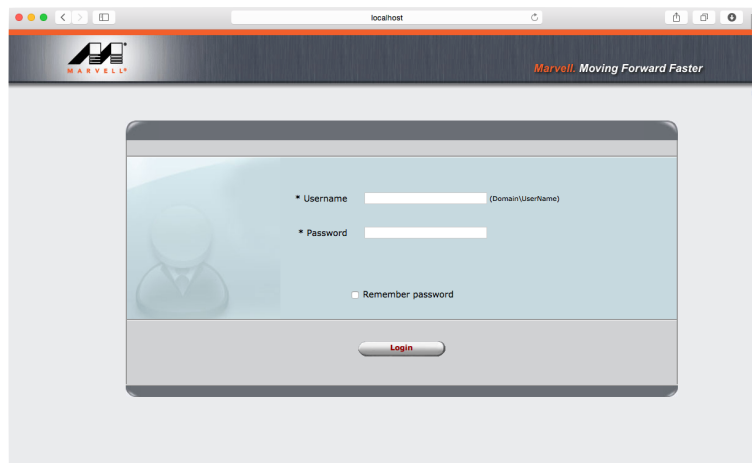 localhost
MARVELL®
Marvell. Moving Forward Faster
* Username (Domain\UserName)
* Password
Remember password
Login